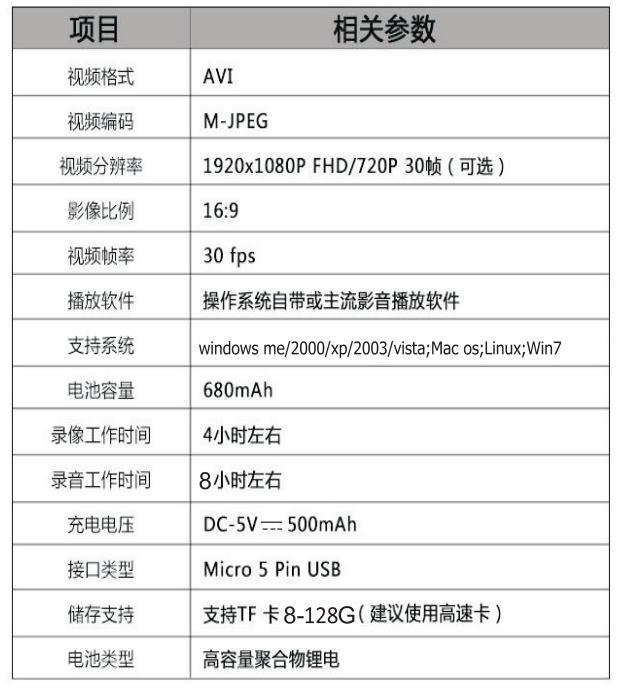 项目 相关参数
视频格式 AVI
视频编码 M-JPEG
视频分辨率 1920x1080P FHD/720P 30帧 ( 可选 )
影像比例 16:9
视频帧率 30 fps
播放软件 操作系统自带或主流影音播放软件
支持系统 windows me/2000/xp/2003/vista;Mac os;Linux;Win7
电池容量 680mAh
录像工作时间 4小时左右
录音工作时间 8小时左右
充电电压 DC-5V⎓500mAh
接口类型 Micro 5 Pin USB
储存支持 支持TF 卡8-128G ( 建议使用高速卡 )
电池类型 高容量聚合物锂电